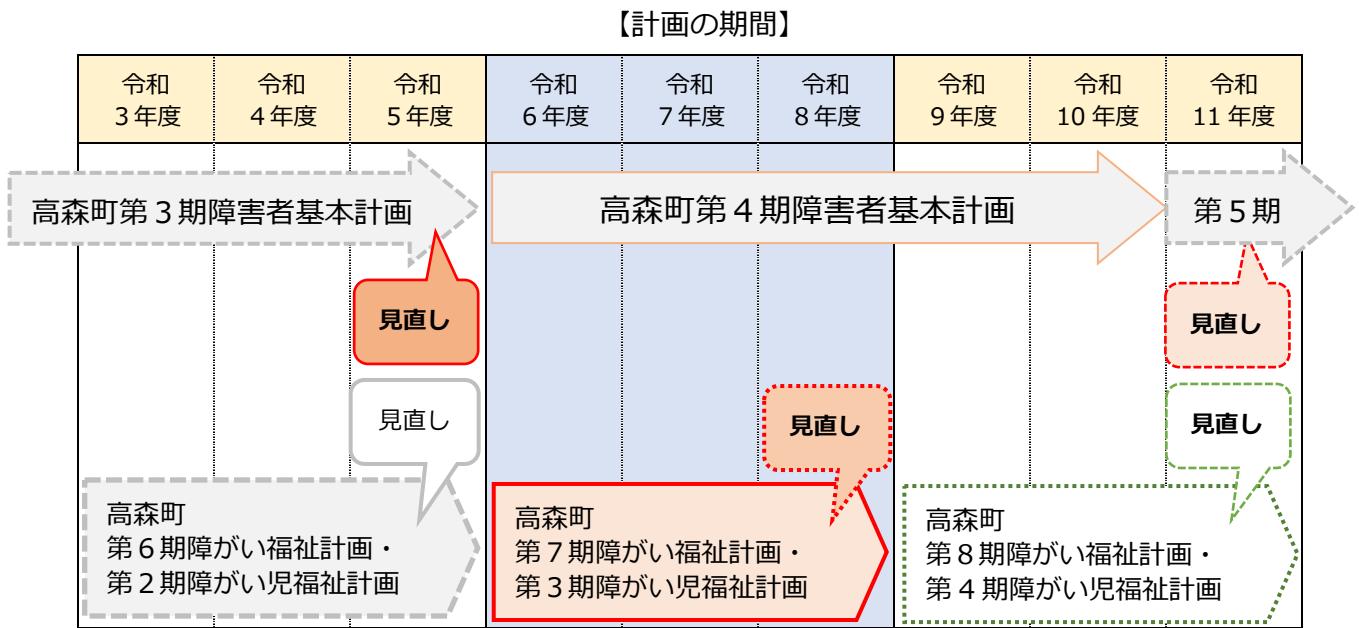 【計画の期間】
令和
３年度
令和
４年度
令和
５年度
令和
６年度
令和
７年度
令和
８年度
令和
９年度
令和
10 年度
令和
11 年度
高森町第３期障害者基本計画
高森町第４期障害者基本計画
第５期
見直し
見直し
見直し
見直し
見直し
高森町
第６期障がい福祉計画・
第２期障がい児福祉計画
高森町
第７期障がい福祉計画・
第３期障がい児福祉計画
高森町
第８期障がい福祉計画・
第４期障がい児福祉計画